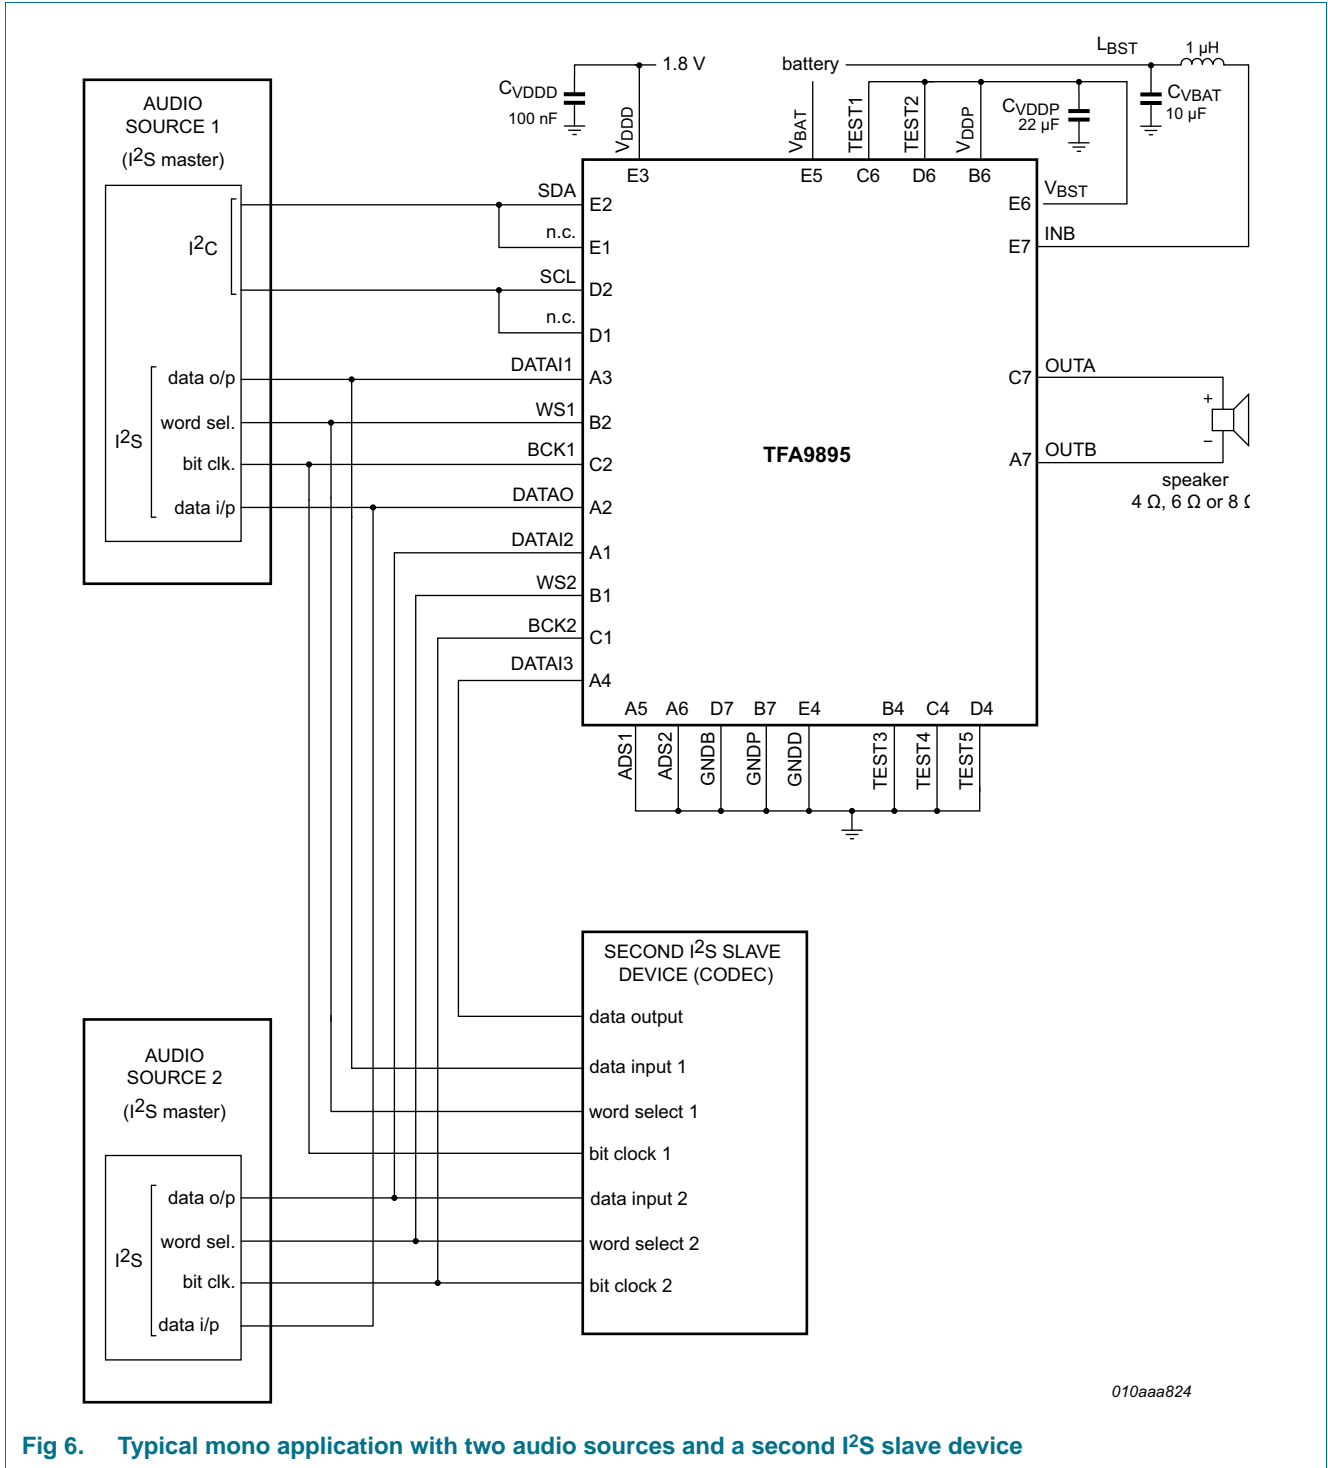 AUDIO
SOURCE 1
(I2S master)
I2C
I2S
data o/p
word sel.
bit clk.
data i/p
CVDDD
100 nF
1.8 V
VDDD
battery
VBAT
TEST1
TEST2
VDDP
CVDDP
22 µF
LBST
1 µH
CVBAT
10 µF
E3
E5
C6
D6
B6
SDA
E2
n.c.
E1
SCL
D2
n.c.
D1
DATAI1
A3
WS1
B2
BCK1
C2
DATAO
A2
DATAI2
A1
WS2
B1
BCK2
C1
DATAI3
A4
TFA9895
E6
VBST
E7
INB
C7
OUTA
A7
OUTB
+
−
speaker
4 Ω, 6 Ω or 8 Ω
A5
A6
D7
B7
E4
B4
C4
D4
ADS1
ADS2
GNDB
GNDP
GNDD
TEST3
TEST4
TEST5
SECOND I2S SLAVE
DEVICE (CODEC)
data output
data input 1
word select 1
bit clock 1
data input 2
word select 2
bit clock 2
AUDIO
SOURCE 2
(I2S master)
I2S
data o/p
word sel.
bit clk.
data i/p
010aaa824
Fig 6. Typical mono application with two audio sources and a second I2S slave device